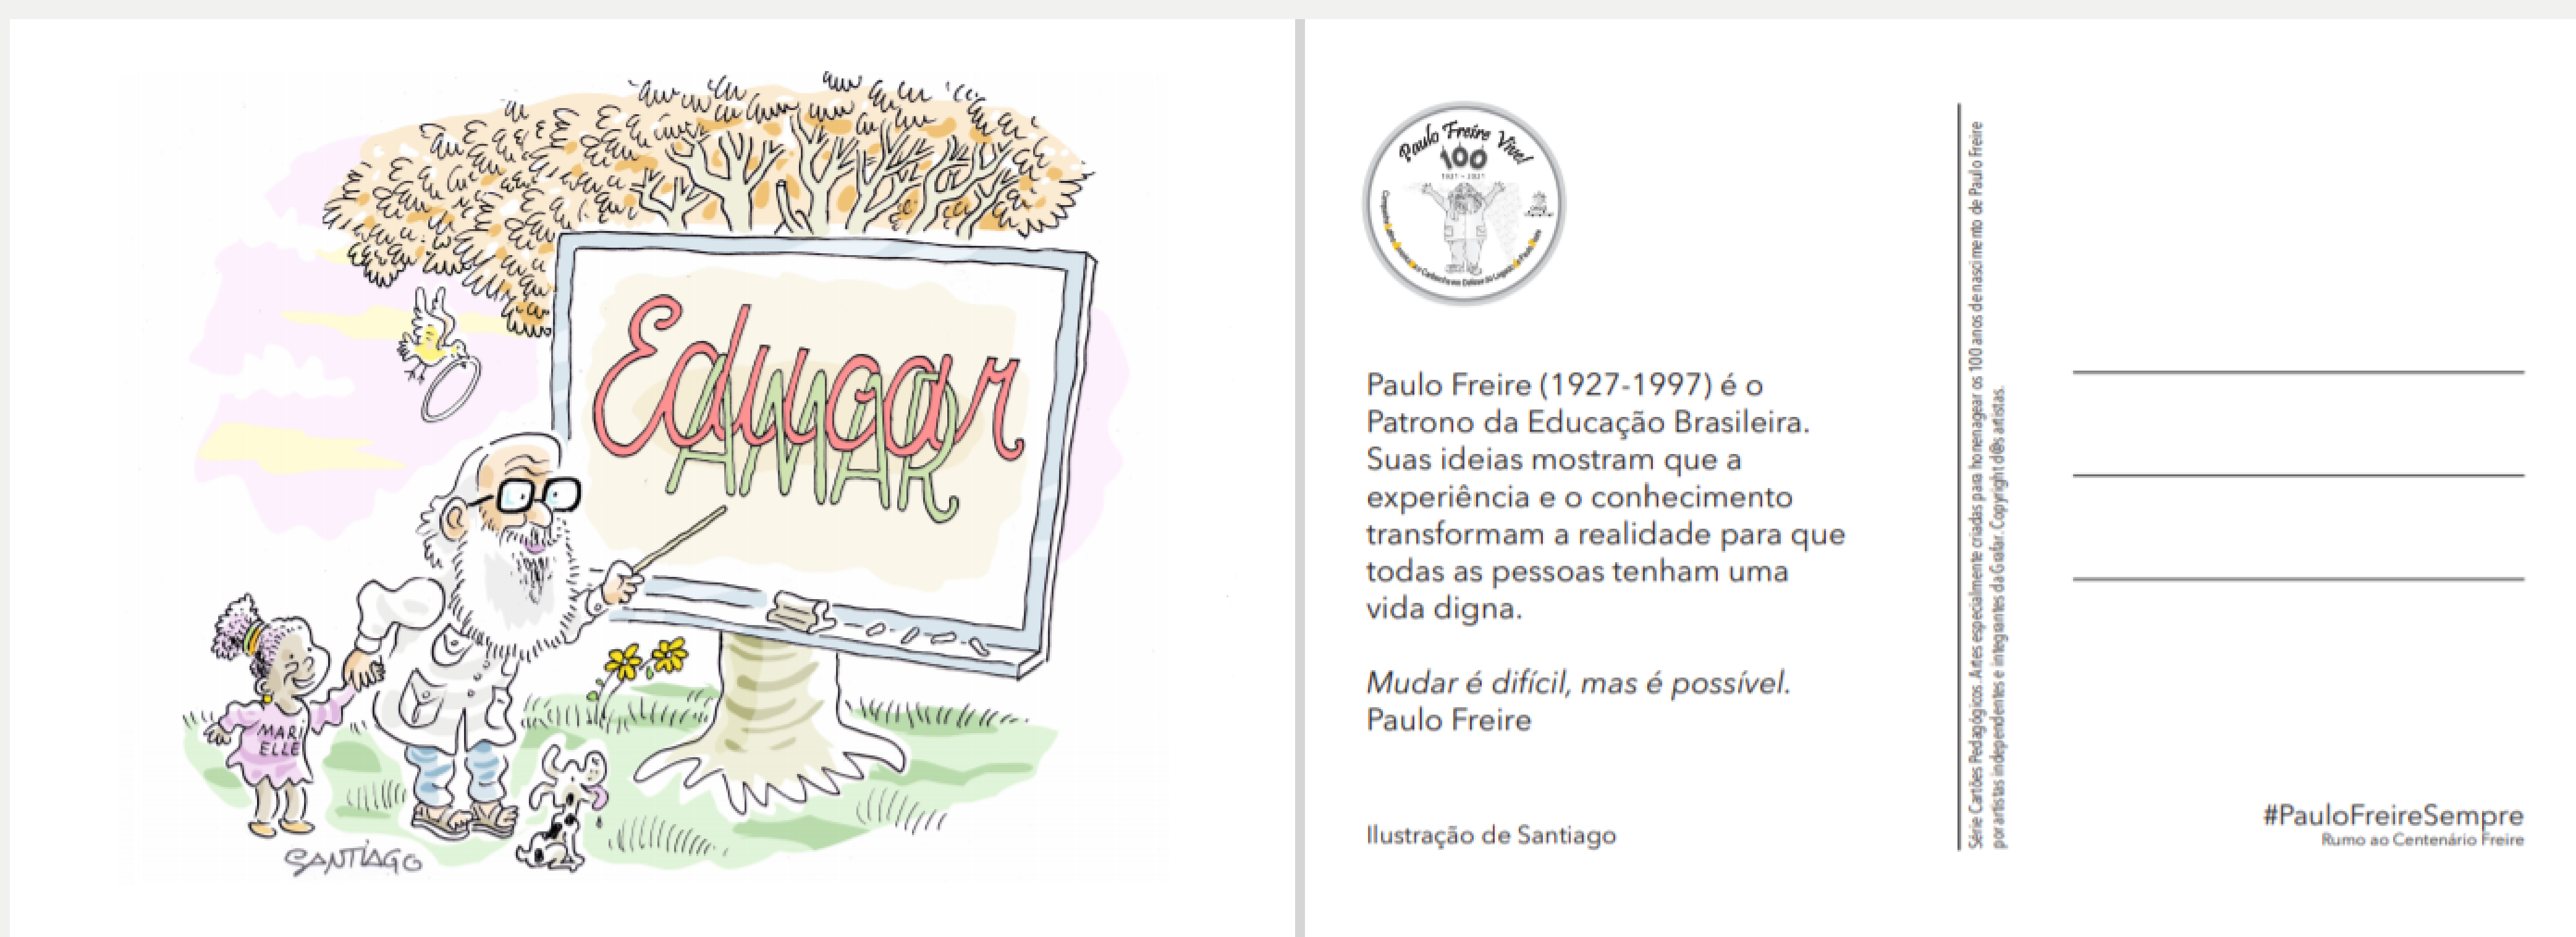 Educar
AMAR
MARI
ELLE
SANTIAGO
Paulo Freire Vive!
100
1921 - 2021
Paulo Freire (1927-1997) é o
Patrono da Educação Brasileira.
Suas ideias mostram que a
experiência e o conhecimento
transformam a realidade para que
todas as pessoas tenham uma
vida digna.
Mudar é difícil, mas é possível.
Paulo Freire
Ilustração de Santiago
Série Cartões Pedagógicos. Artes especialmente criadas para homenagear os 100 anos de nascimento de Paulo Freire
por artistas independentes e integrantes da Grafar. Copyright d@s artistas.
#PauloFreireSempre
Rumo ao Centenário Freire